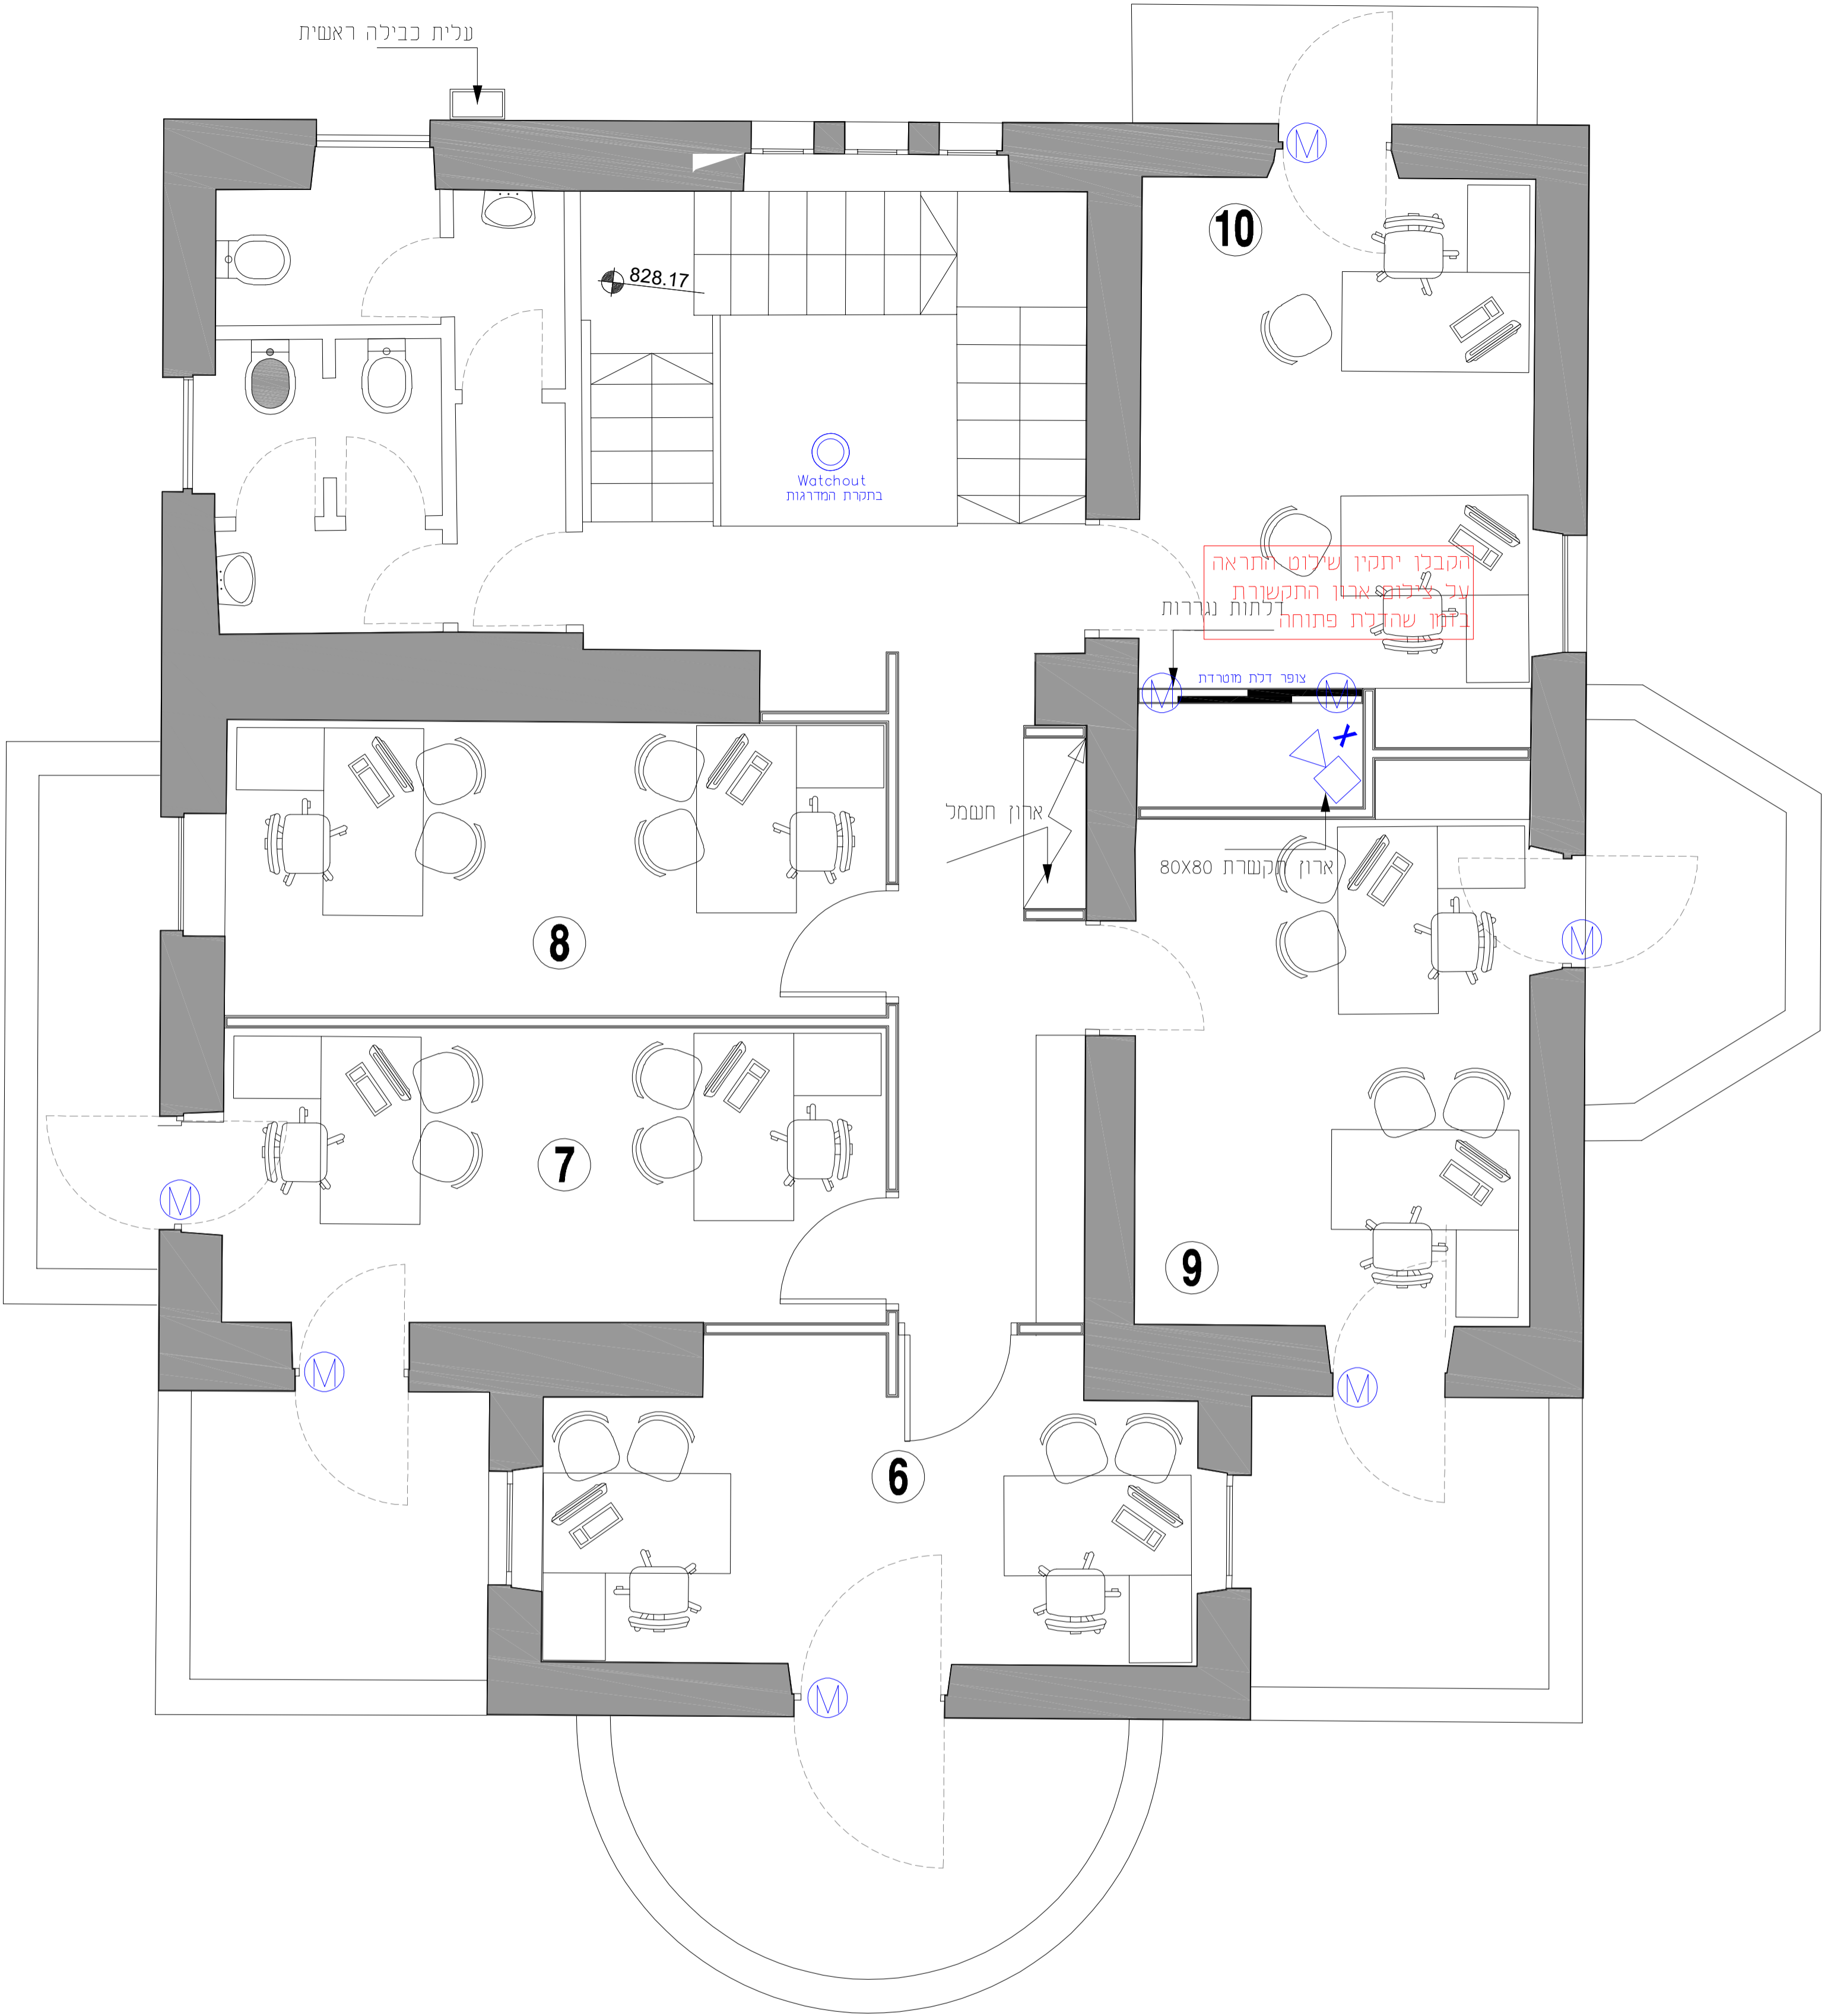 עלית כבילה ראשית
M
10
828.17
Watchout
בתקרת המדרגות
הקבלן יתקין שילוט התראה
על צילום ארון התקשורת
בזמן שהדלת פתוחה
דלתות נגררות
צופר דלת מוטרדת
M
M
X
ארון חשמל
ארון תקשרת 80X80
8
M
7
M
9
M
M
6
M